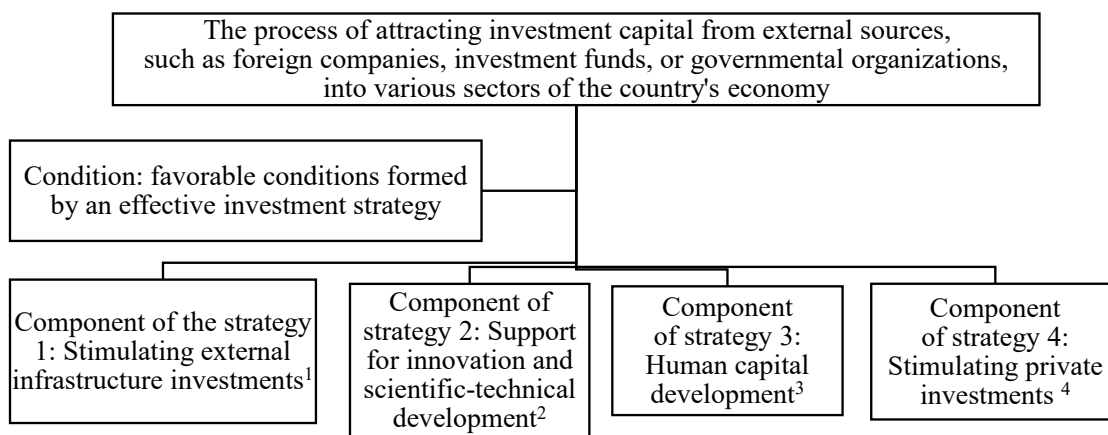 The process of attracting investment capital from external sources,
such as foreign companies, investment funds, or governmental organizations,
into various sectors of the country's economy
Condition: favorable conditions formed
by an effective investment strategy
Component of the strategy
1: Stimulating external
infrastructure investments¹
Component of
strategy 2: Support
for innovation and
scientific-technical
development²
Component
of strategy 3:
Human capital
development³
Component
of strategy 4:
Stimulating private
investments ⁴